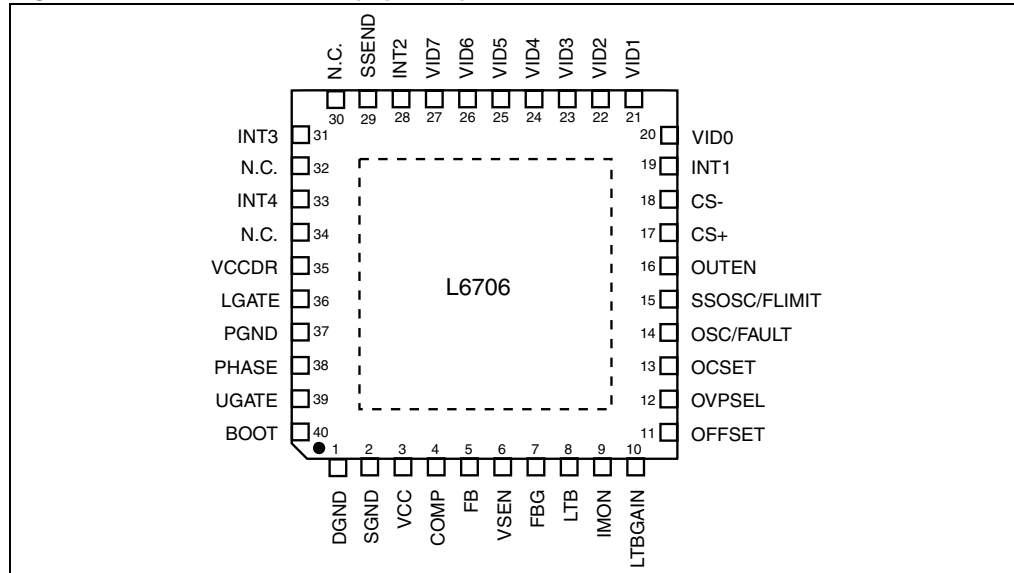 N.C.
SSEND
INT2
VID7
VID6
VID5
VID4
VID3
VID2
VID1
30
29
28
27
26
25
24
23
22
21
INT3 31
N.C. 32
INT4 33
N.C. 34
VCCDR 35
LGATE 36
PGND 37
PHASE 38
UGATE 39
BOOT 40
L6706
20 VID0
19 INT1
18 CS-
17 CS+
16 OUTEN
15 SSOSC/FLIMIT
14 OSC/FAULT
13 OCSET
12 OVPSEL
11 OFFSET
1
2
3
4
5
6
7
8
9
10
DGND
SGND
VCC
COMP
FB
VSEN
FBG
LTB
IMON
LTBGAIN